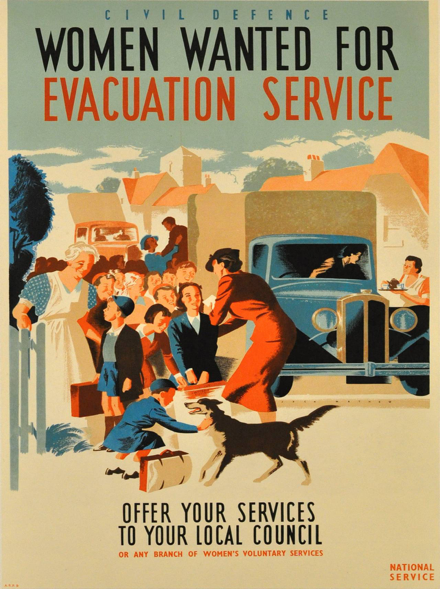 CIVIL DEFENCE
WOMEN WANTED FOR
EVACUATION SERVICE
OFFER YOUR SERVICES
TO YOUR LOCAL COUNCIL
OR ANY BRANCH OF WOMEN'S VOLUNTARY SERVICES
NATIONAL
SERVICE